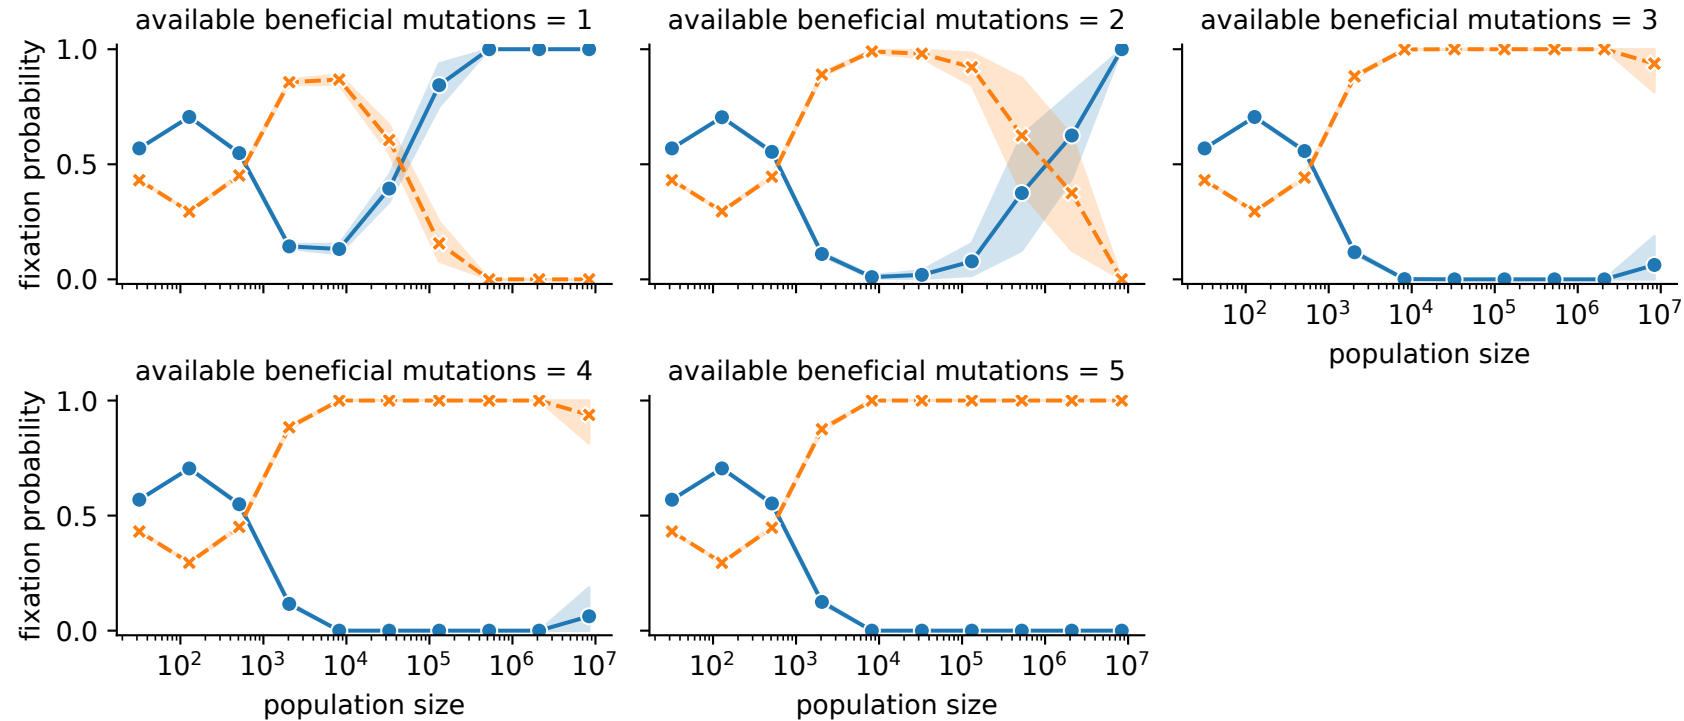 available beneficial mutations = 1
available beneficial mutations = 2
available beneficial mutations = 3
fixation probability
1.0
0.5
0.0
10² 10³ 10⁴ 10⁵ 10⁶ 10⁷
population size
available beneficial mutations = 4
available beneficial mutations = 5
fixation probability
1.0
0.5
0.0
10² 10³ 10⁴ 10⁵ 10⁶ 10⁷
population size
10² 10³ 10⁴ 10⁵ 10⁶ 10⁷
population size